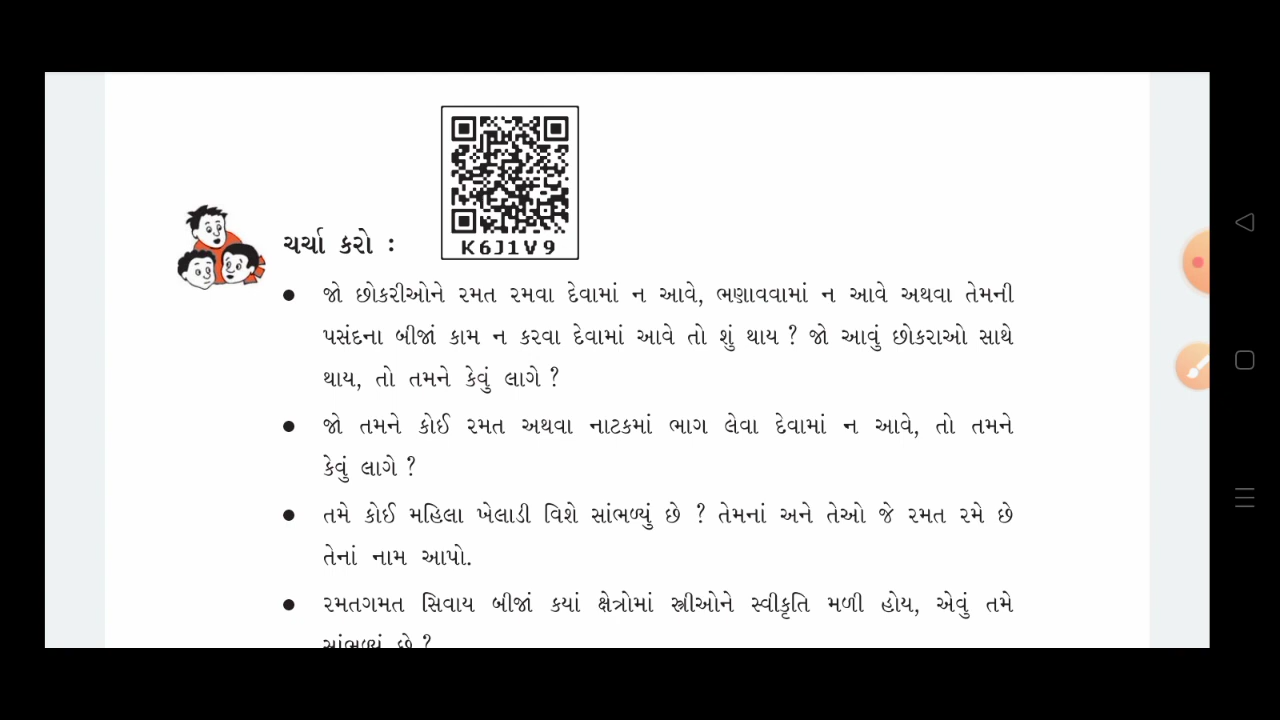 K6J1V9
ચર્ચા કરો :
● જો છોકરીઓને રમત રમવા દેવામાં ન આવે, ભણાવવામાં ન આવે અથવા તેમની
પસંદના બીજાં કામ ન કરવા દેવામાં આવે તો શું થાય ? જો આવું છોકરાઓ સાથે
થાય, તો તમને કેવું લાગે ?
● જો તમને કોઈ રમત અથવા નાટકમાં ભાગ લેવા દેવામાં ન આવે, તો તમને
કેવું લાગે ?
● તમે કોઈ મહિલા ખેલાડી વિશે સાંભળ્યું છે ? તેમનાં અને તેઓ જે રમત રમે છે
તેનાં નામ આપો.
● રમતગમત સિવાય બીજાં કયાં ક્ષેત્રોમાં સ્ત્રીઓને સ્વીકૃતિ મળી હોય, એવું તમે
સાંભળ્યું છે ?